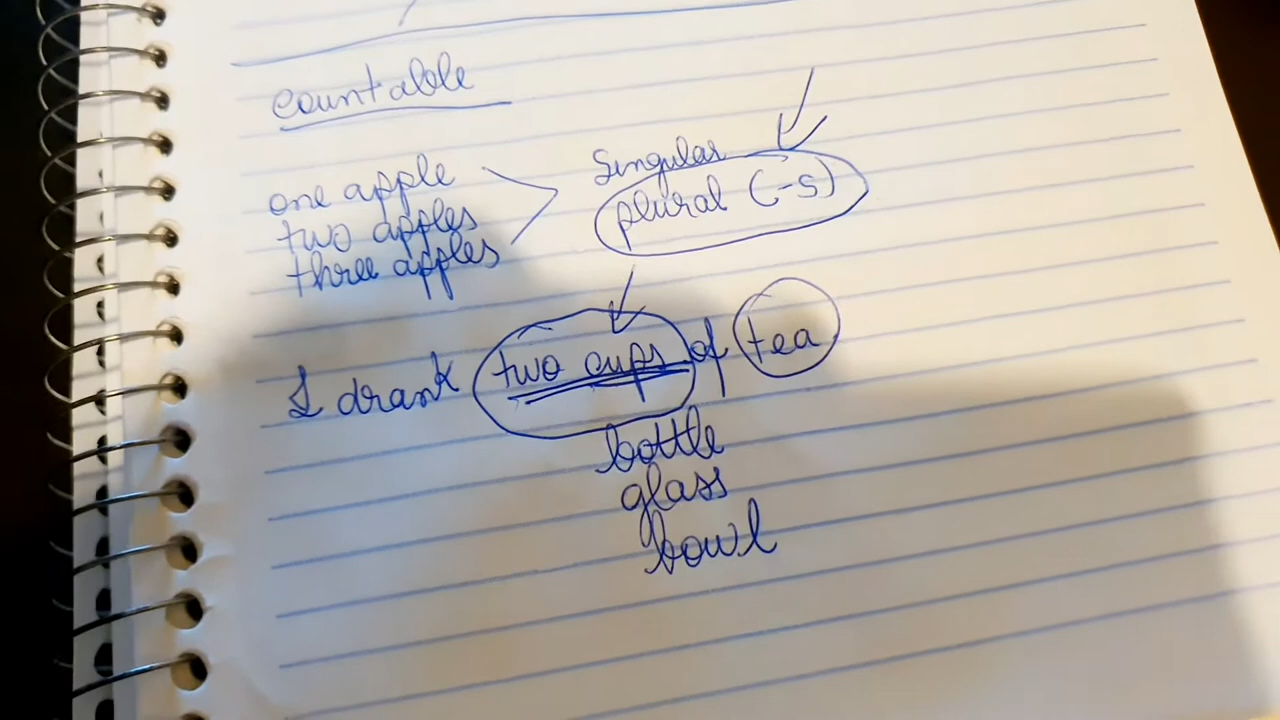 countable
one apple
two apples
three apples
Singular
plural (-s)
I drank two cups of tea
bottle
glass
bowl